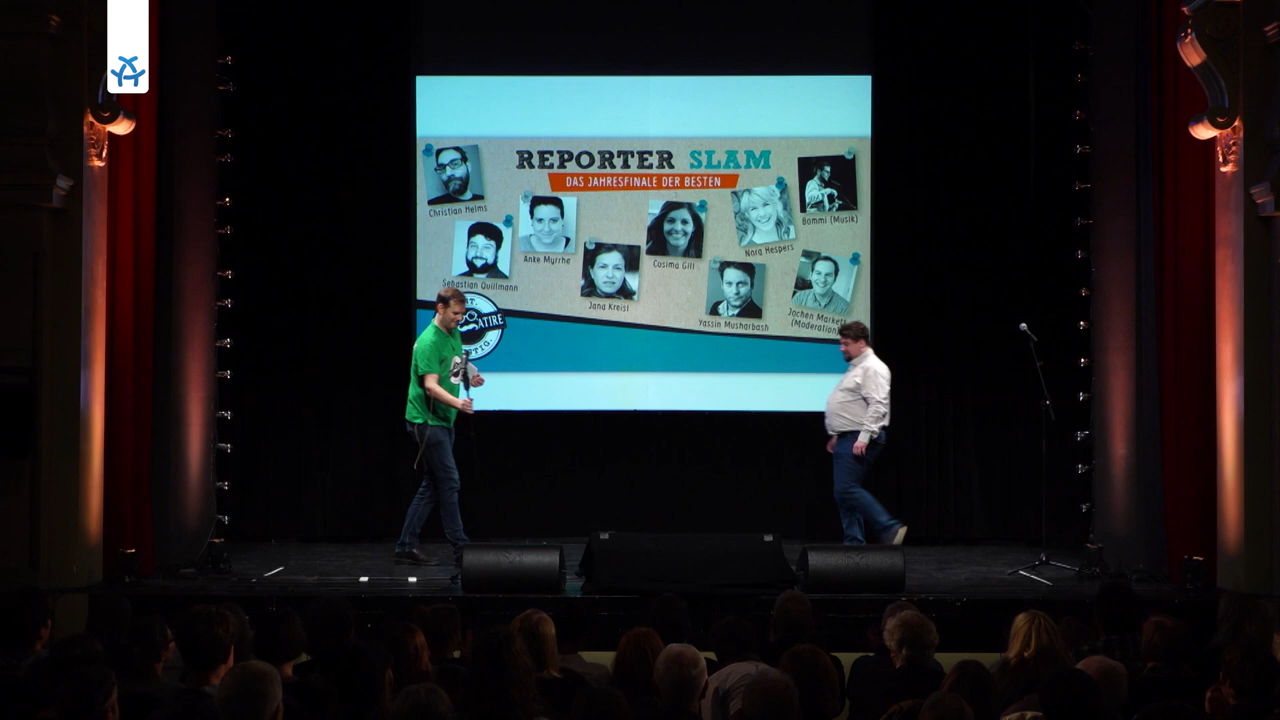 REPORTER SLAM
DAS JAHRESFINALE DER BESTEN
Christian Helms
Anke Myrrhe
Cosima Gill
Nora Hespers
Bommi (Musik)
Sebastian Quillmann
Jana Kreisl
Yassin Musharbash
Jochen Markett
(Moderation)
ATIRE